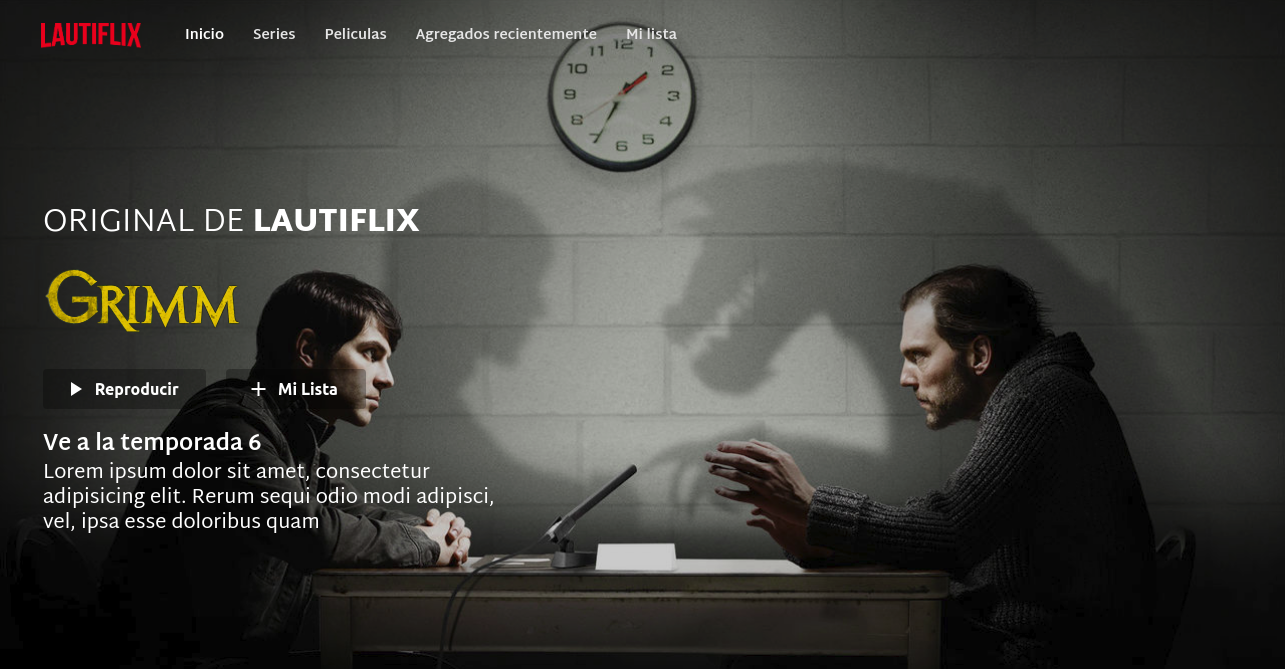 LAUTIFLIX Inicio Series Peliculas Agregados recientemente Mi lista
12
11 1
10 2
9 3
8 4
7 5
6
ORIGINAL DE LAUTIFLIX
GRIMM
Reproducir Mi Lista
Ve a la temporada 6
Lorem ipsum dolor sit amet, consectetur
adipisicing elit. Rerum sequi odio modi adipisci,
vel, ipsa esse doloribus quam